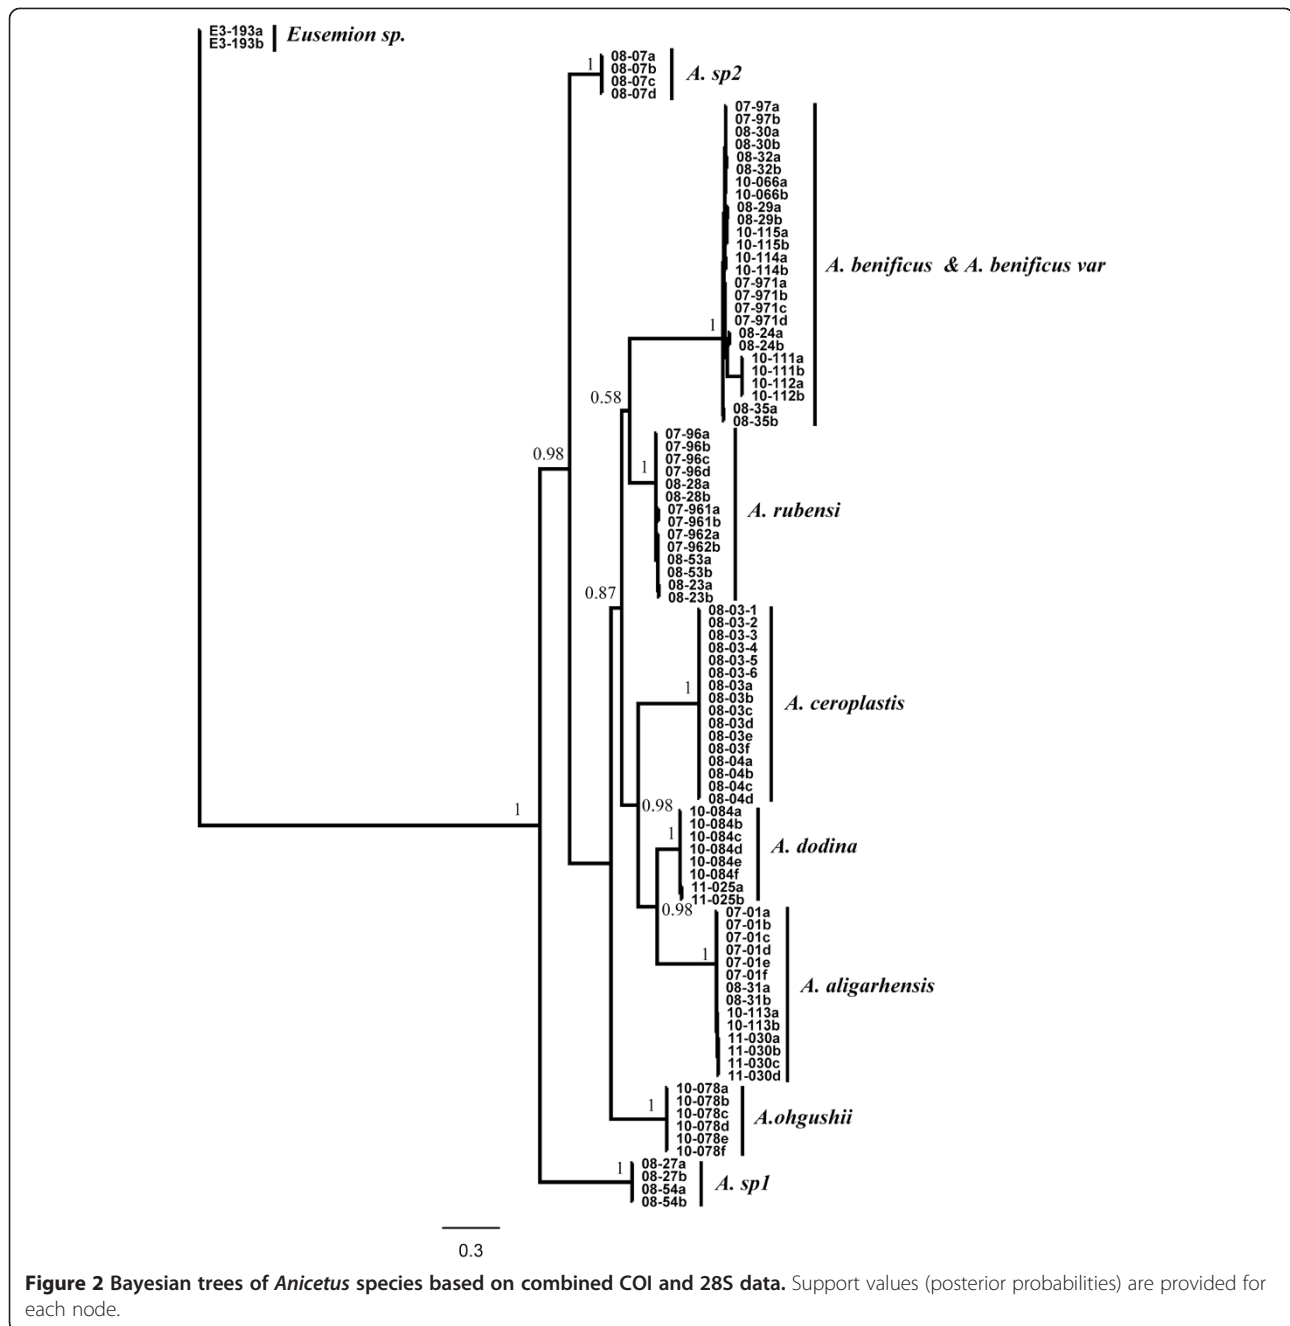 E3-193a
E3-193b
Eusemion sp.
08-07a
08-07b
08-07c
08-07d
1
A. sp2
07-97a
07-97b
08-30a
08-30b
08-32a
08-32b
10-066a
10-066b
08-29a
08-29b
10-115a
10-115b
10-114a
10-114b
07-971a
07-971b
07-971c
07-971d
08-24a
08-24b
10-111a
10-111b
10-112a
10-112b
08-35a
08-35b
1
A. benificus & A. benificus var
0.58
07-96a
07-96b
07-96c
07-96d
08-28a
08-28b
07-961a
07-961b
07-962a
07-962b
08-53a
08-53b
08-23a
08-23b
1
A. rubensi
0.98
0.87
08-03-1
08-03-2
08-03-3
08-03-4
08-03-5
08-03-6
08-03a
08-03b
08-03c
08-03d
08-03e
08-03f
08-04a
08-04b
08-04c
08-04d
1
A. ceroplastis
0.98
1
10-084a
10-084b
10-084c
10-084d
10-084e
10-084f
11-025a
11-025b
1
A. dodina
0.98
07-01a
07-01b
07-01c
07-01d
07-01e
07-01f
08-31a
08-31b
10-113a
10-113b
11-030a
11-030b
11-030c
11-030d
1
A. aligarhensis
10-078a
10-078b
10-078c
10-078d
10-078e
10-078f
1
A.ohgushii
08-27a
08-27b
08-54a
08-54b
1
A. sp1
0.3
Figure 2 Bayesian trees of Anicetus species based on combined COI and 28S data. Support values (posterior probabilities) are provided for
each node.